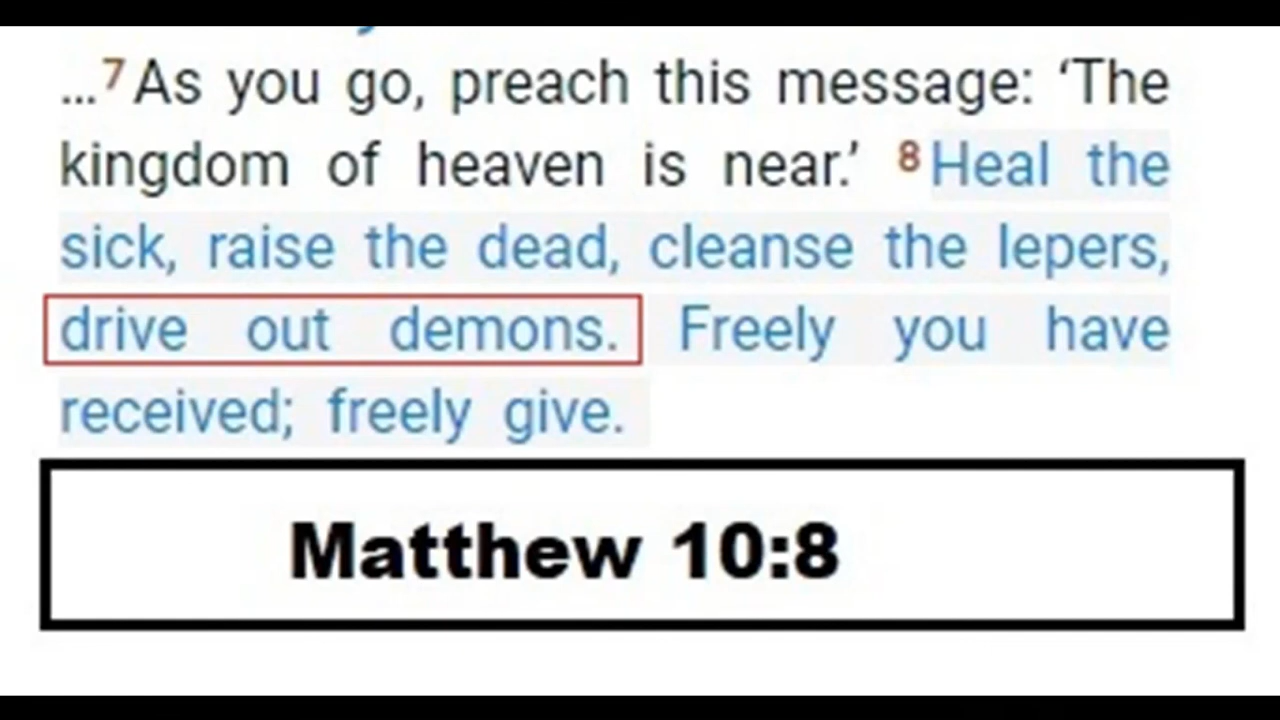 ...7 As you go, preach this message: ‘The
kingdom of heaven is near.’ 8 Heal the
sick, raise the dead, cleanse the lepers,
drive out demons. Freely you have
received; freely give.
Matthew 10:8